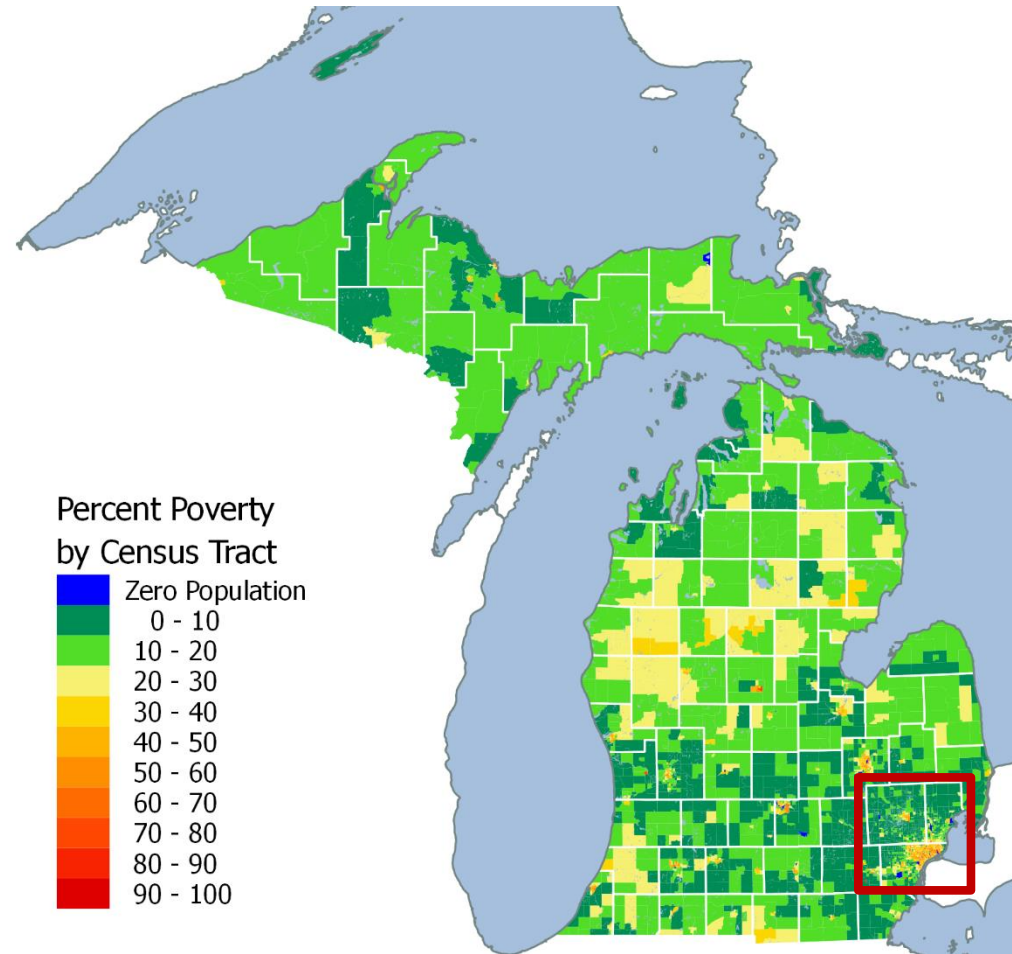 Percent Poverty
by Census Tract
Zero Population
0 - 10
10 - 20
20 - 30
30 - 40
40 - 50
50 - 60
60 - 70
70 - 80
80 - 90
90 - 100